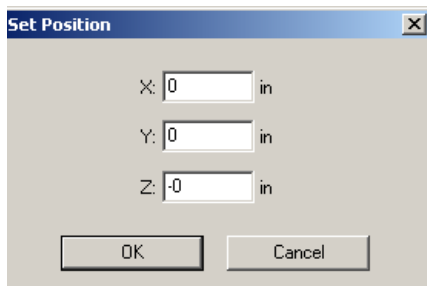 Set Position
X: 0 in
Y: 0 in
Z: -0 in
OK Cancel